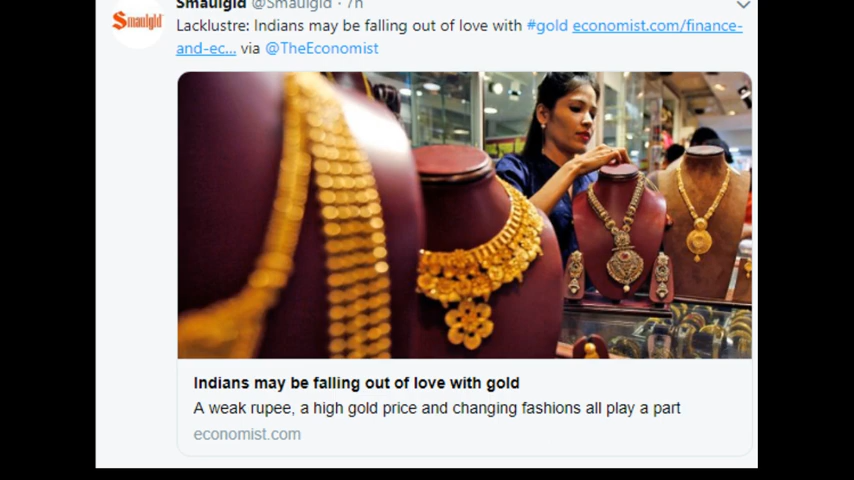 Smaulgld @Smaulgld · 7h
Smaulgld
Lacklustre: Indians may be falling out of love with #gold economist.com/finance-
and-ec... via @TheEconomist
Indians may be falling out of love with gold
A weak rupee, a high gold price and changing fashions all play a part
economist.com